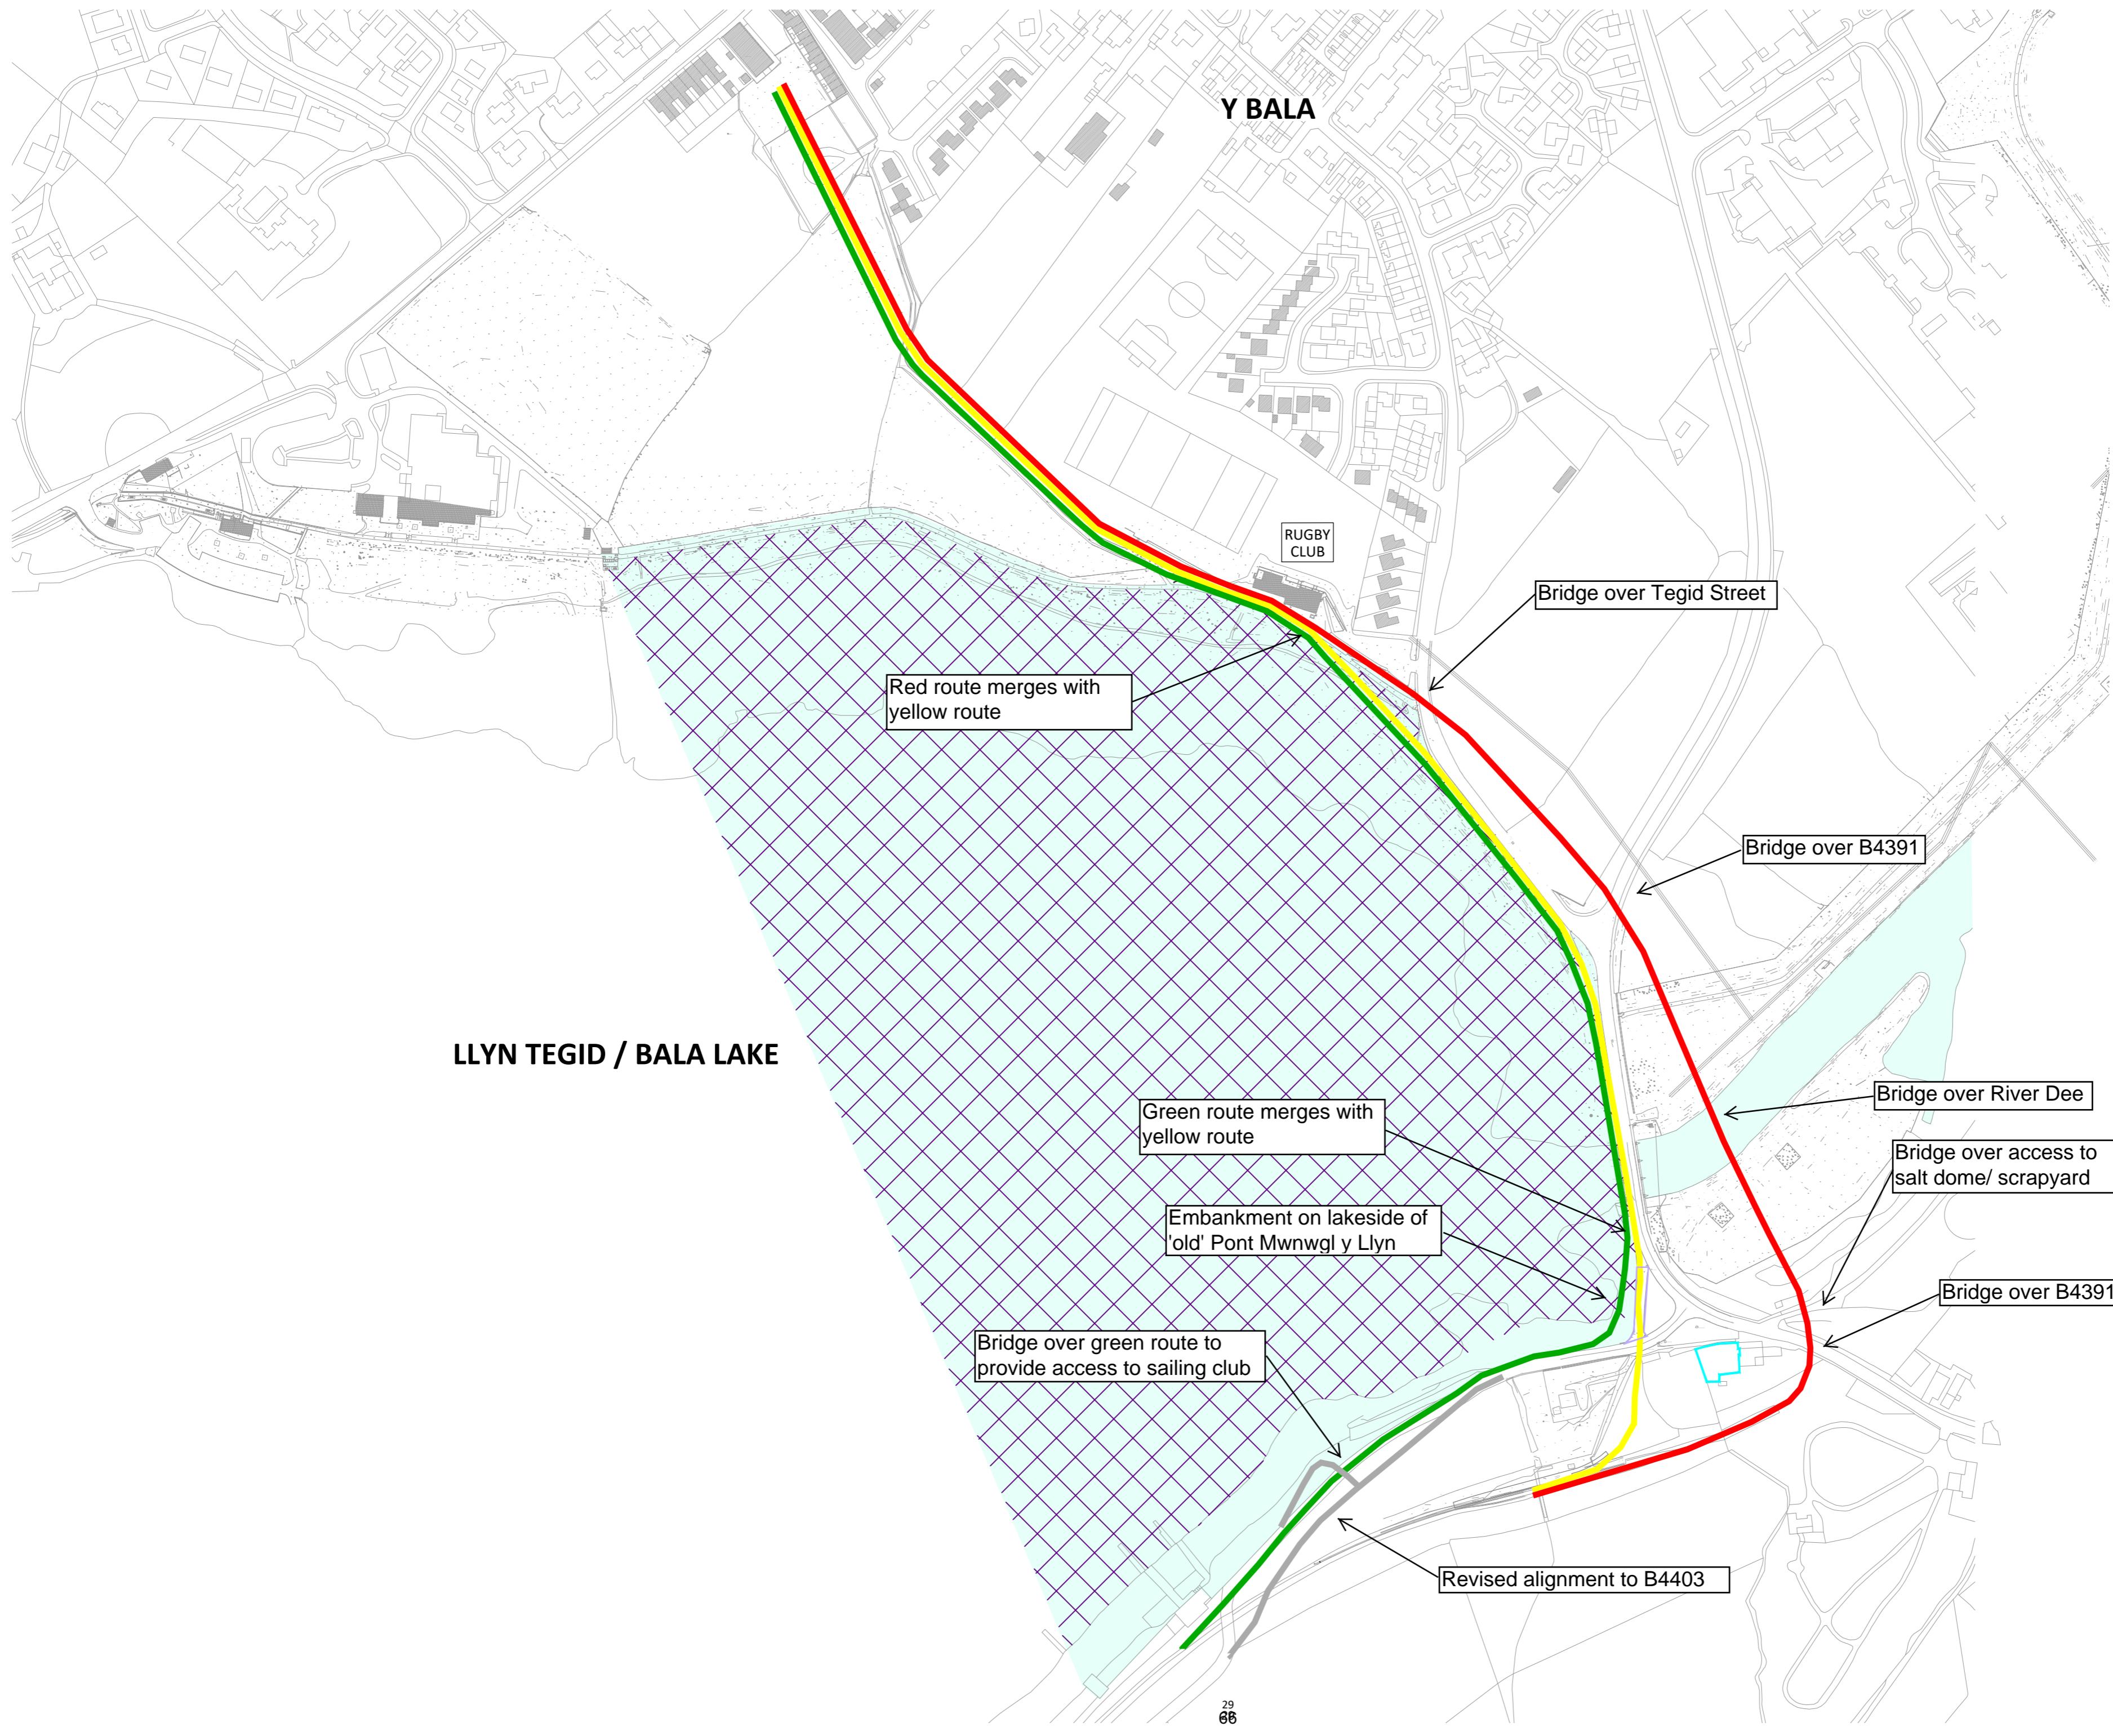 Y BALA
RUGBY
CLUB
Bridge over Tegid Street
Red route merges with
yellow route
Bridge over B4391
LLYN TEGID / BALA LAKE
Bridge over River Dee
Green route merges with
yellow route
Bridge over access to
salt dome/ scrapyard
Embankment on lakeside of
'old' Pont Mwnwgl y Llyn
Bridge over B4391
Bridge over green route to
provide access to sailing club
Revised alignment to B4403
29